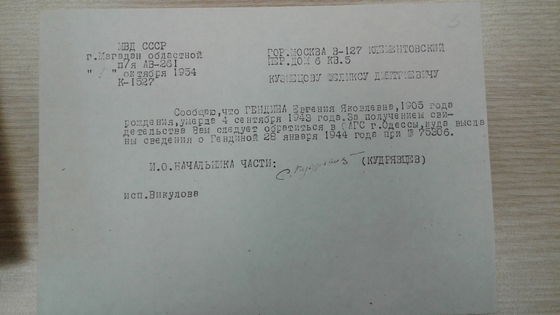 МВД СССР
г.Магадан областной
п/я АВ-261
" " октября 1954
К-1527
ГОР.МОСКВА В-127 КЛИМЕНТОВСКИЙ
ПЕР.ДОМ 6 КВ.5
КУЗНЕЦОВУ ФЕЛИКСУ ДМИТРИЕВИЧУ
Сообщаю,что ГЕНДИНА Евгения Яковлевна,1905 года
рождения,умерла 4 сентября 1943 года.За получением сви-
детельства Вам следует обратиться в ЗАГС г.Одессы,куда высла
ны сведения о Гендиной 28 января 1944 года при № 75206.
И.О.НАЧАЛЬНИКА ЧАСТИ: (КУДРЯВЦЕВ)
исп.Викулова